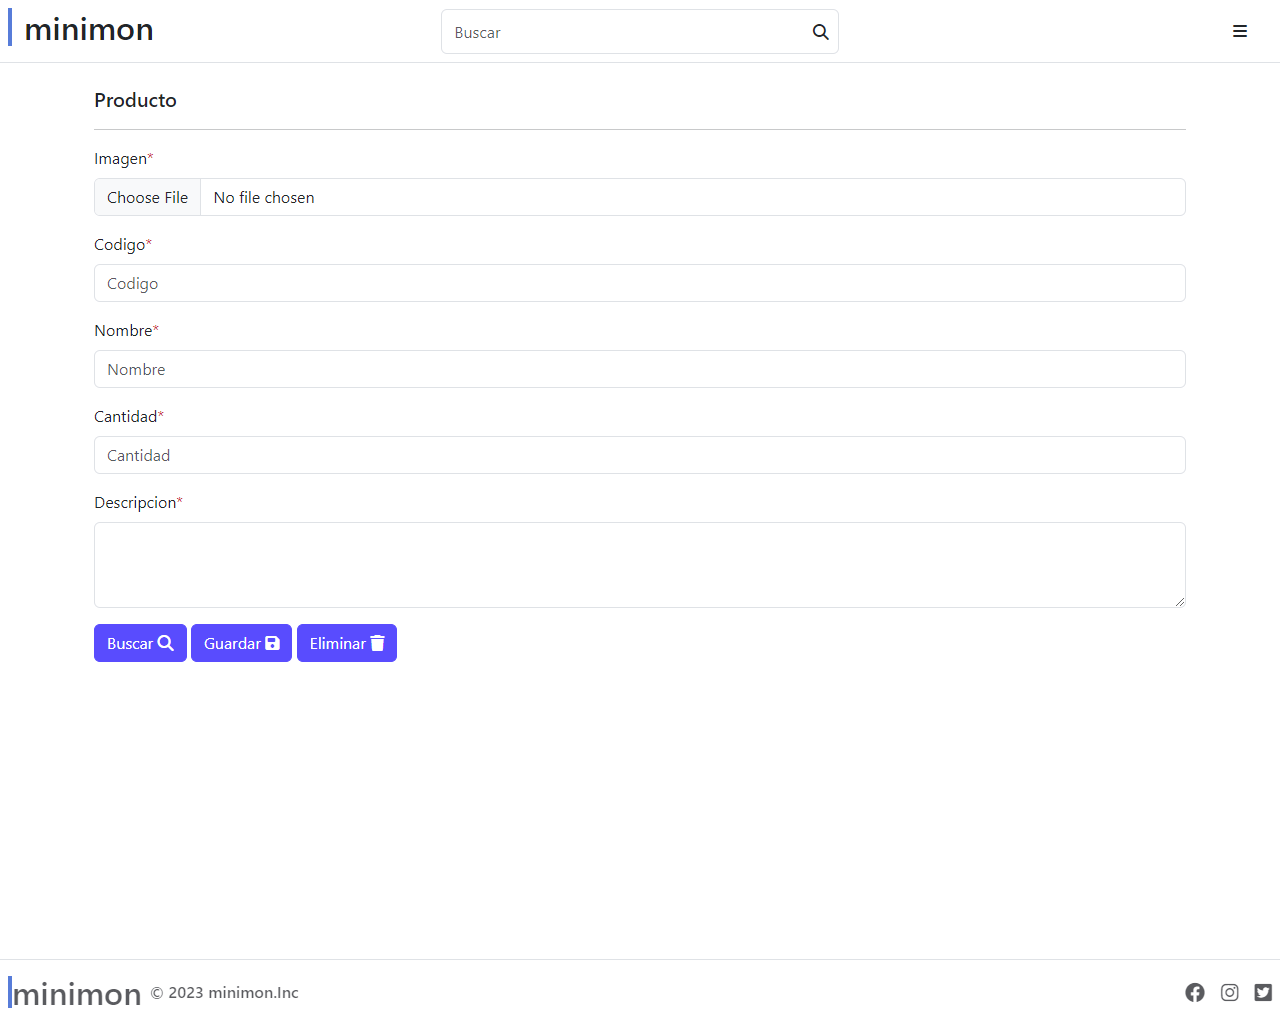 minimon
Buscar
Producto
Imagen*
Choose File No file chosen
Codigo*
Codigo
Nombre*
Nombre
Cantidad*
Cantidad
Descripcion*
Buscar Guardar Eliminar
minimon © 2023 minimon.Inc